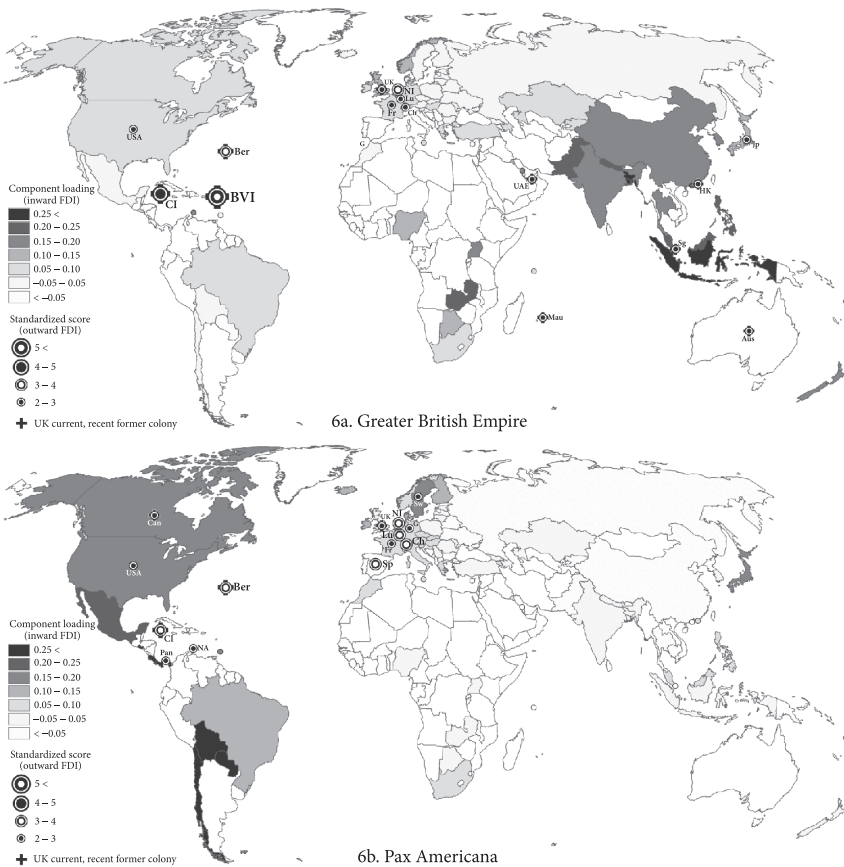 USA
Ber
CI
BVI
UK
NI
Lu
Fr
Ch
G
UAE
Jp
HK
Sg
Mau
Aus
Component loading
(inward FDI)
0.25 <
0.20 – 0.25
0.15 – 0.20
0.10 – 0.15
0.05 – 0.10
–0.05 – 0.05
< –0.05
Standardized score
(outward FDI)
5 <
4 – 5
3 – 4
2 – 3
UK current, recent former colony
6a. Greater British Empire
Can
USA
Ber
CI
Pan
NA
Sw
UK
NI
G
Lu
Ch
Fr
Sp
Component loading
(inward FDI)
0.25 <
0.20 – 0.25
0.15 – 0.20
0.10 – 0.15
0.05 – 0.10
–0.05 – 0.05
< –0.05
Standardized score
(outward FDI)
5 <
4 – 5
3 – 4
2 – 3
UK current, recent former colony
6b. Pax Americana